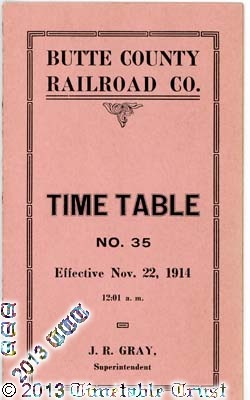 BUTTE COUNTY
RAILROAD CO.
TIME TABLE
NO. 35
Effective Nov. 22, 1914
12:01 a. m.
J. R. GRAY,
Superintendent
2013
© 2013 Timetable Trust